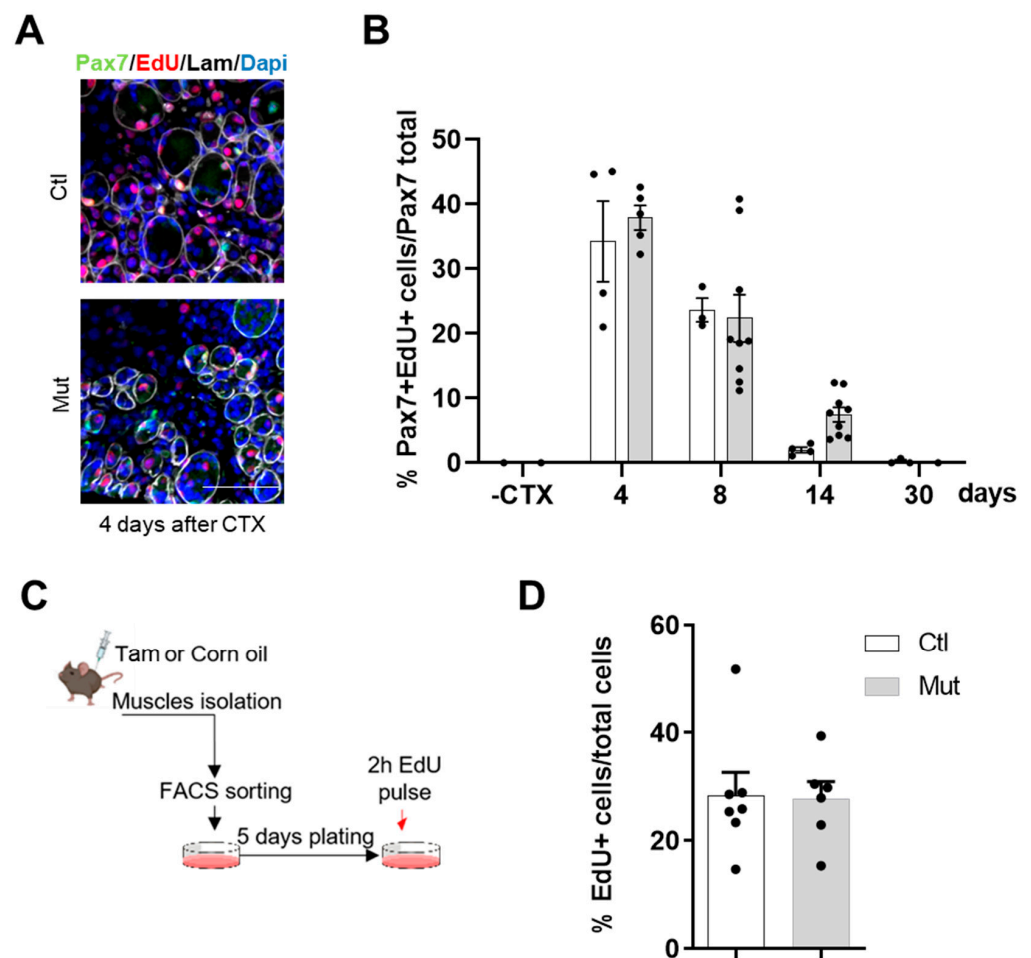 A
Pax7/EdU/Lam/Dapi
Ctl
Mut
4 days after CTX
B
% Pax7+EdU+ cells/Pax7 total
50
40
30
20
10
0
-CTX 4 8 14 30 days
C
Tam or Corn oil
Muscles isolation
FACS sorting
5 days plating
2h EdU
pulse
D
% EdU+ cells/total cells
60
40
20
0
Ctl
Mut